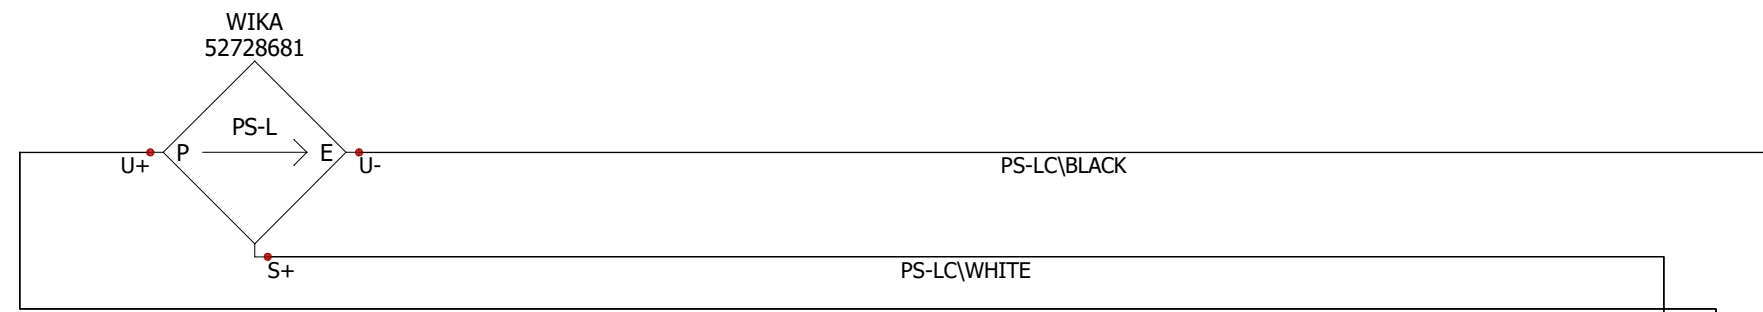 WIKA
52728681
PS-L
P
E
U+
U-
PS-LC\BLACK
S+
PS-LC\WHITE